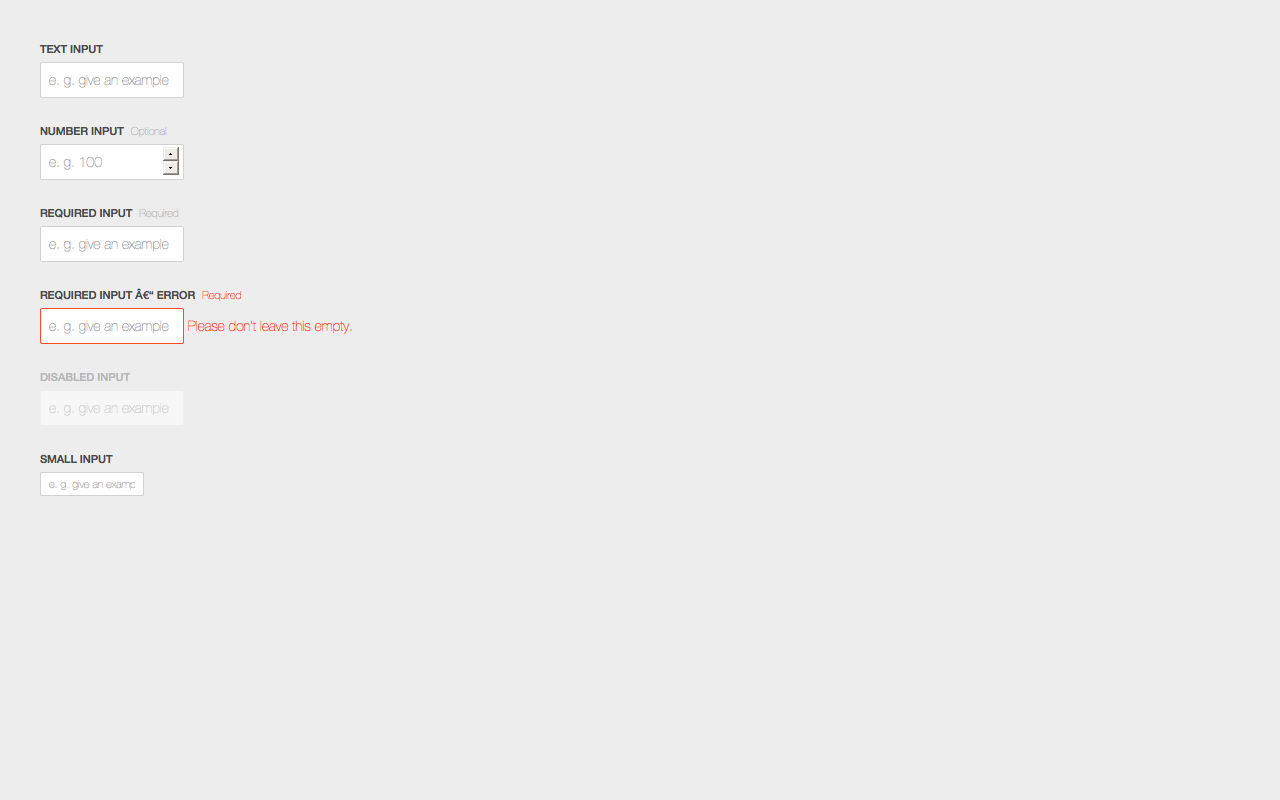 TEXT INPUT
e. g. give an example
NUMBER INPUT Optional
e. g. 100
REQUIRED INPUT Required
e. g. give an example
REQUIRED INPUT Â€“ ERROR Required
e. g. give an example Please don't leave this empty.
DISABLED INPUT
e. g. give an example
SMALL INPUT
e. g. give an examp